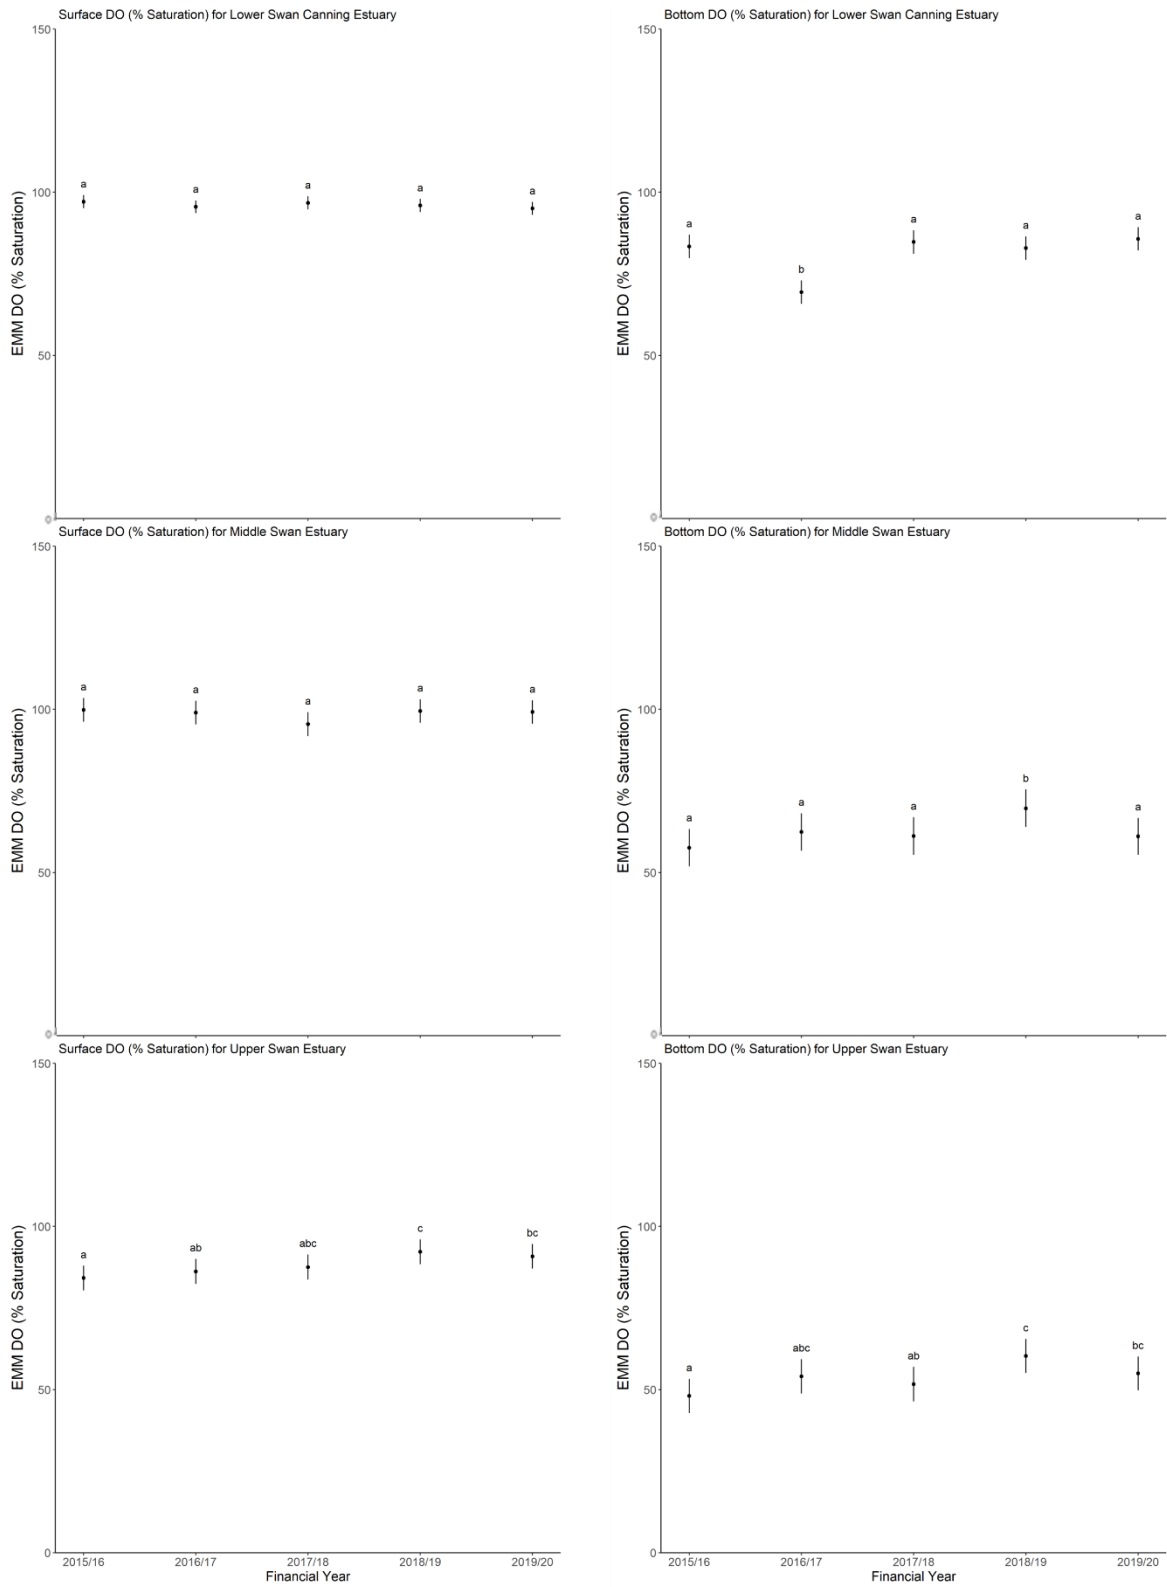 Surface DO (% Saturation) for Lower Swan Canning Estuary
150
100
50
0
EMM DO (% Saturation)
a
a
a
a
a
Bottom DO (% Saturation) for Lower Swan Canning Estuary
150
100
50
0
EMM DO (% Saturation)
a
b
a
a
a
Surface DO (% Saturation) for Middle Swan Estuary
150
100
50
0
EMM DO (% Saturation)
a
a
a
a
a
Bottom DO (% Saturation) for Middle Swan Estuary
150
100
50
0
EMM DO (% Saturation)
a
a
a
b
a
Surface DO (% Saturation) for Upper Swan Estuary
150
100
50
0
EMM DO (% Saturation)
a
ab
abc
c
bc
2015/16 2016/17 2017/18 2018/19 2019/20
Financial Year
Bottom DO (% Saturation) for Upper Swan Estuary
150
100
50
0
EMM DO (% Saturation)
a
abc
ab
c
bc
2015/16 2016/17 2017/18 2018/19 2019/20
Financial Year